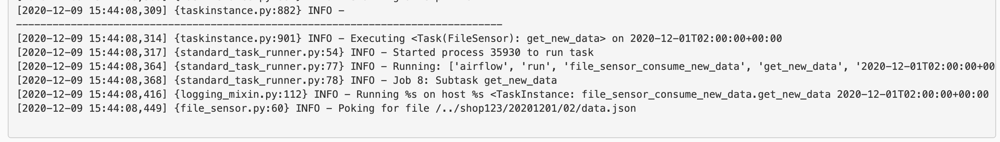 [2020-12-09 15:44:08,309] {taskinstance.py:882} INFO -
--------------------------------------------------------------------------------
[2020-12-09 15:44:08,314] {taskinstance.py:901} INFO - Executing <Task(FileSensor): get_new_data> on 2020-12-01T02:00:00+00:00
[2020-12-09 15:44:08,317] {standard_task_runner.py:54} INFO - Started process 35930 to run task
[2020-12-09 15:44:08,364] {standard_task_runner.py:77} INFO - Running: ['airflow', 'run', 'file_sensor_consume_new_data', 'get_new_data', '2020-12-01T02:00:00+00
[2020-12-09 15:44:08,368] {standard_task_runner.py:78} INFO - Job 8: Subtask get_new_data
[2020-12-09 15:44:08,416] {logging_mixin.py:112} INFO - Running %s on host %s <TaskInstance: file_sensor_consume_new_data.get_new_data 2020-12-01T02:00:00+00:00
[2020-12-09 15:44:08,449] {file_sensor.py:60} INFO - Poking for file /../shop123/20201201/02/data.json